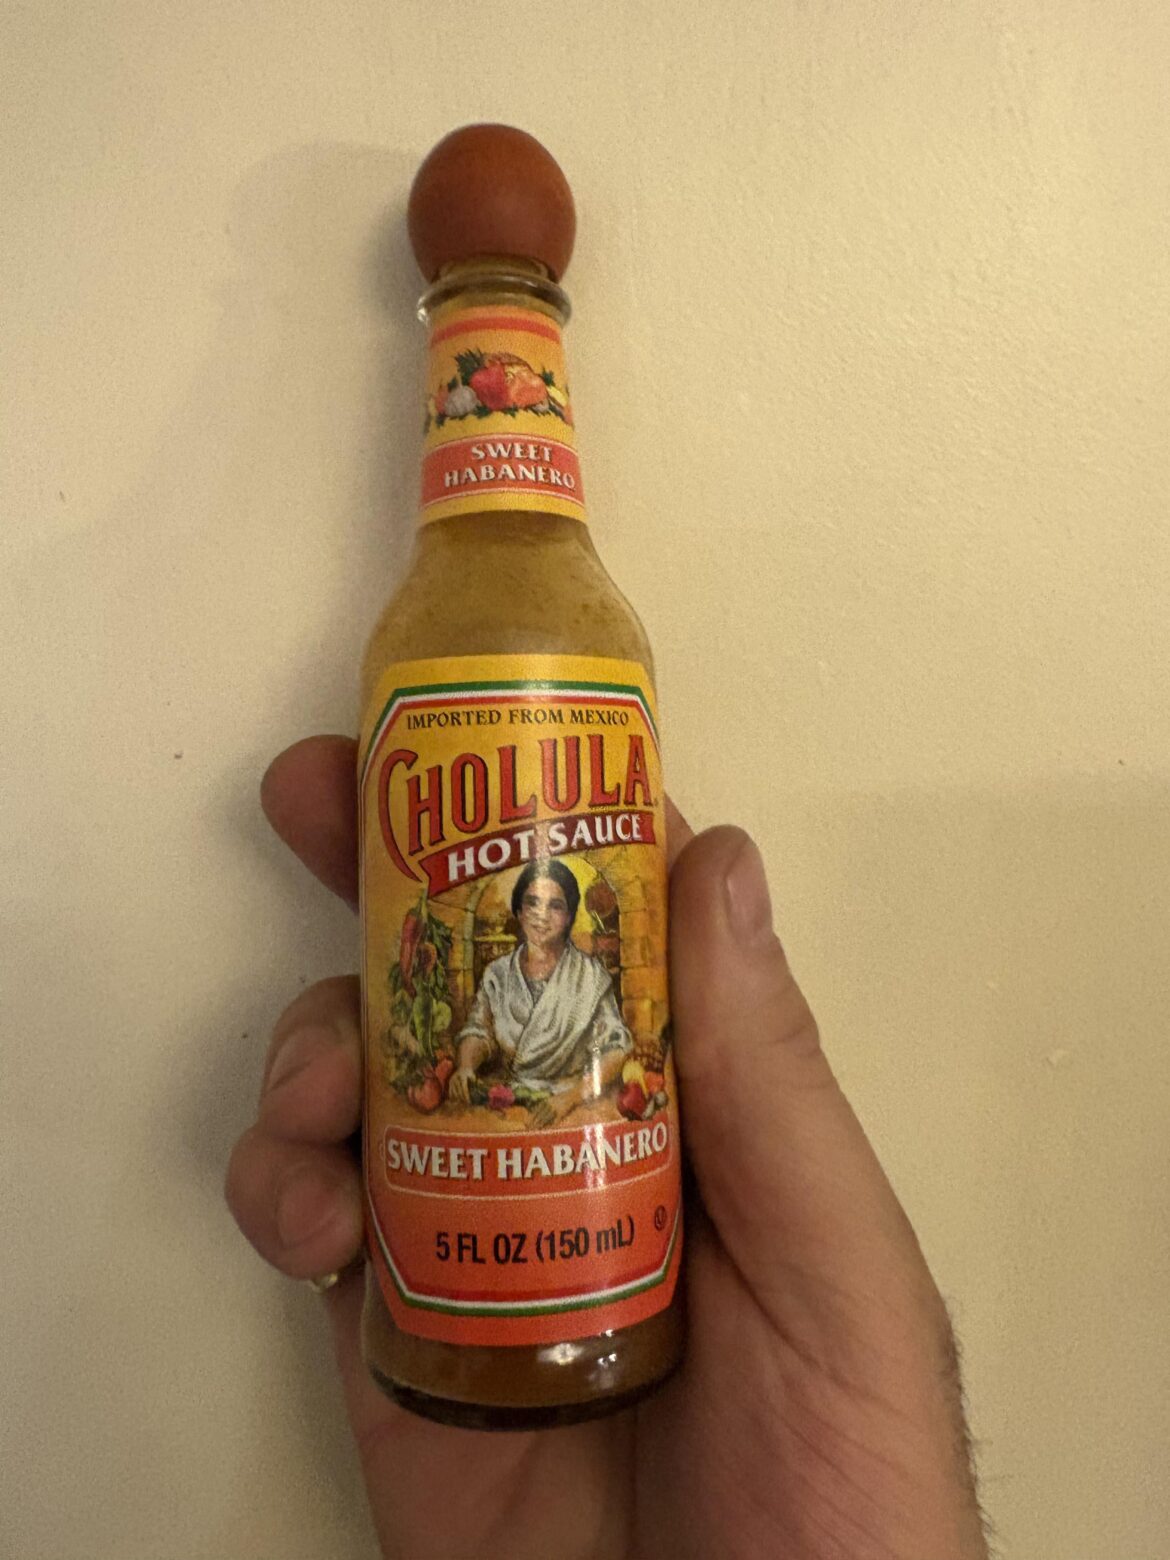 SWEET
HABANERO
IMPORTED FROM MEXICO
CHOLULA
HOT SAUCE
SWEET HABANERO
5 FL OZ (150 mL)